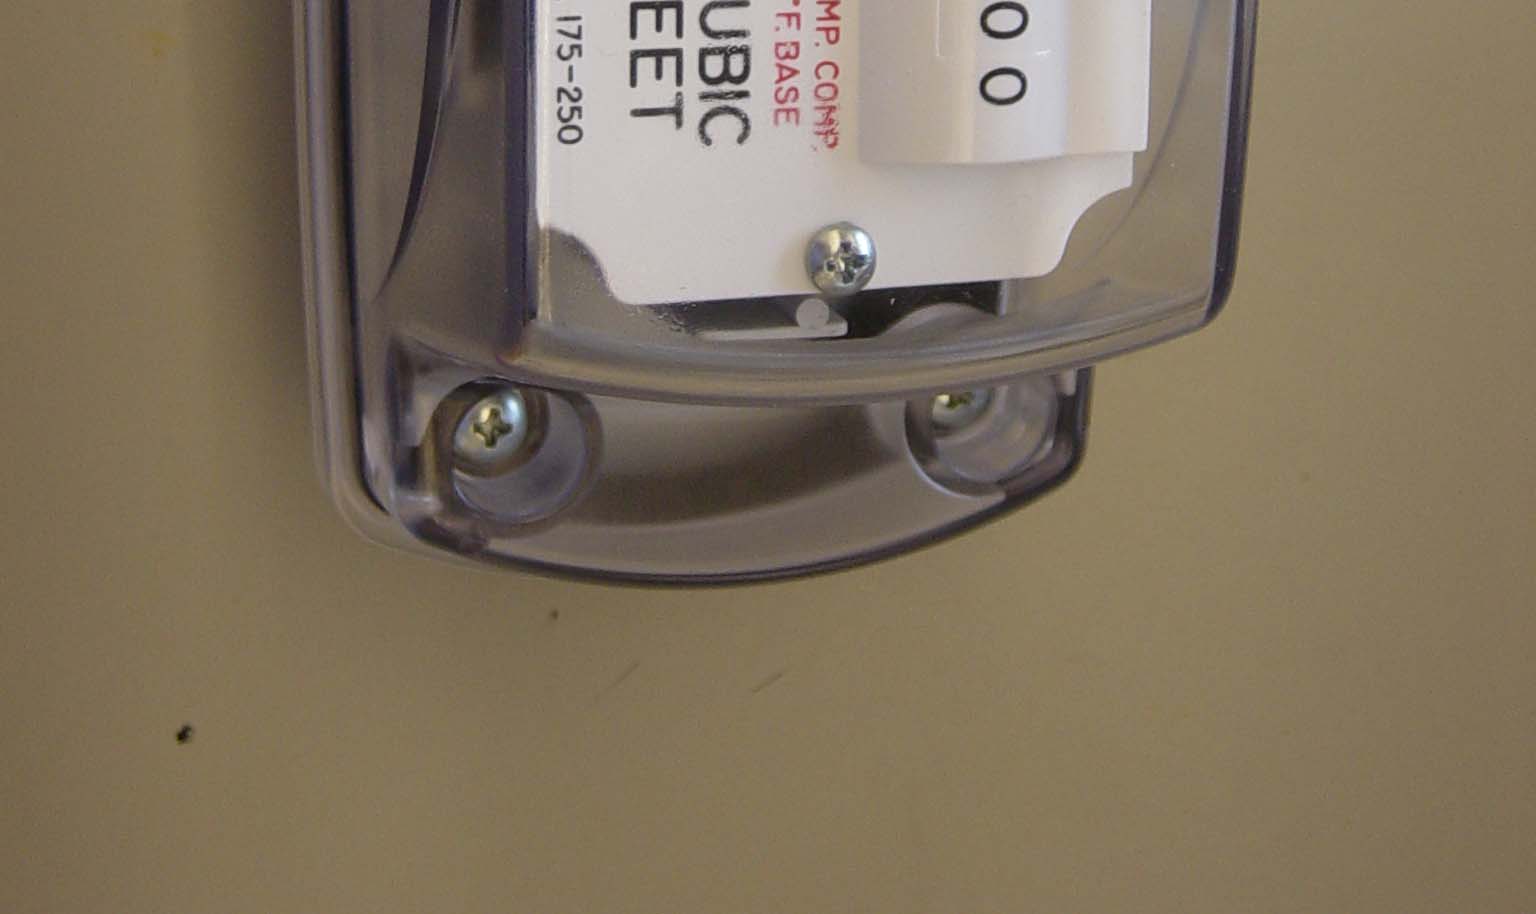 0 0
MP. COMP.
°F. BASE
UBIC
EET
175-250